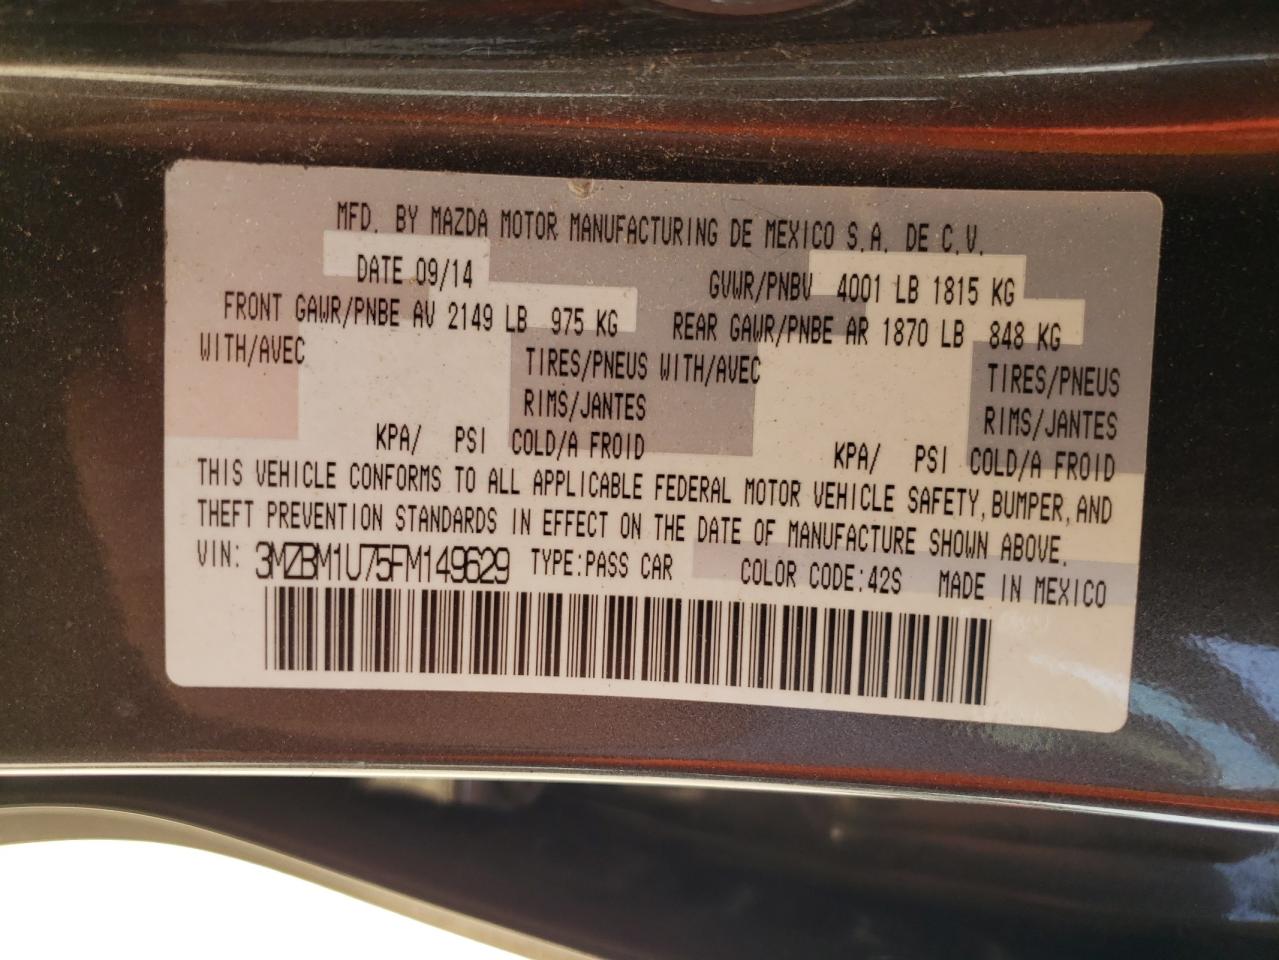 MFD. BY MAZDA MOTOR MANUFACTURING DE MEXICO S.A. DE C.V.
DATE 09/14 GVWR/PNBV 4001 LB 1815 KG
FRONT GAWR/PNBE AV 2149 LB 975 KG REAR GAWR/PNBE AR 1870 LB 848 KG
WITH/AVEC TIRES/PNEUS WITH/AVEC TIRES/PNEUS
RIMS/JANTES RIMS/JANTES
KPA/ PSI COLD/A FROID KPA/ PSI COLD/A FROID
THIS VEHICLE CONFORMS TO ALL APPLICABLE FEDERAL MOTOR VEHICLE SAFETY, BUMPER, AND
THEFT PREVENTION STANDARDS IN EFFECT ON THE DATE OF MANUFACTURE SHOWN ABOVE.
VIN: 3MZBM1U75FM149629 TYPE:PASS CAR COLOR CODE:42S MADE IN MEXICO